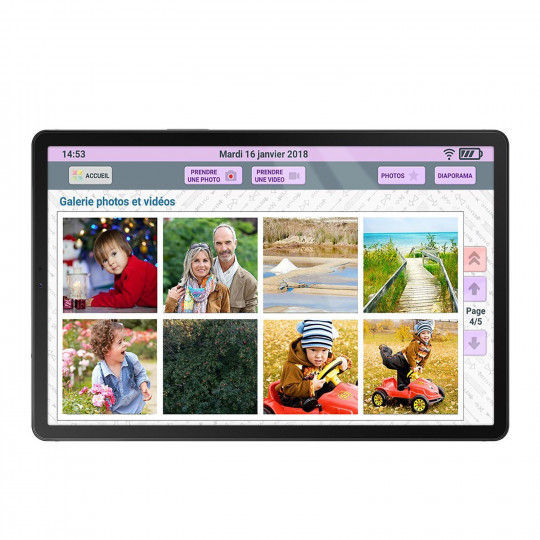 14:53
Mardi 16 janvier 2018
ACCUEIL
PRENDRE
UNE PHOTO
PRENDRE
UNE VIDEO
PHOTOS
DIAPORAMA
Galerie photos et vidéos
Page
4/5